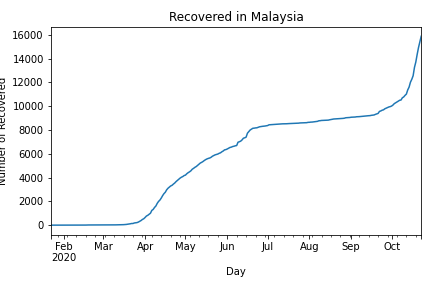 Recovered in Malaysia
Number of Recovered
16000
14000
12000
10000
8000
6000
4000
2000
0
Feb
2020
Mar
Apr
May
Jun
Jul
Aug
Sep
Oct
Day